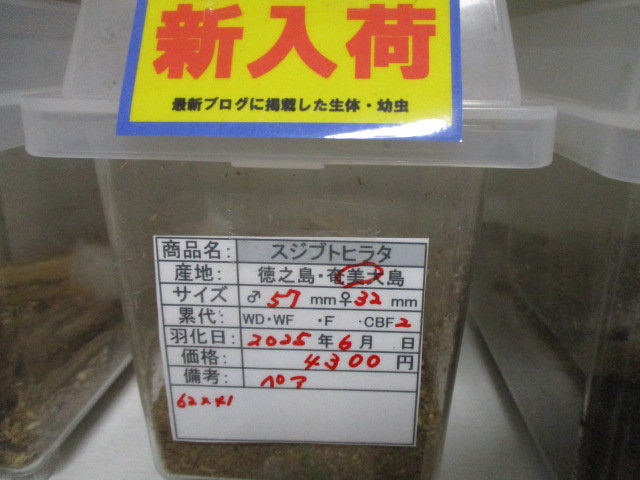 新入荷
最新ブログに掲載した生体・幼虫
商品名: スジブトヒラタ
産地: 徳之島・奄美大島
サイズ ♂ 57 mm ♀ 32 mm
累代: WD・WF ・F ・CBF2
羽化日: 2025 年 6 月 日
価格: 4300 円
備考: ペア
62×41